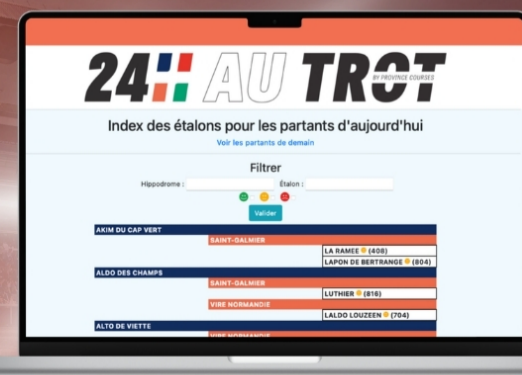 24H AU TROT
BY PROVINCE COURSES
Index des étalons pour les partants d'aujourd'hui
Voir les partants de demain
Filtrer
Hippodrome : Étalon :
Valider
AKIM DU CAP VERT
SAINT-GALMIER
LA RAMEE (408)
LAPON DE BERTRANGE (804)
ALDO DES CHAMPS
SAINT-GALMIER
LUTHIER (816)
VIRE NORMANDIE
LALDO LOUZEEN (704)
ALTO DE VIETTE
VIRE NORMANDIE